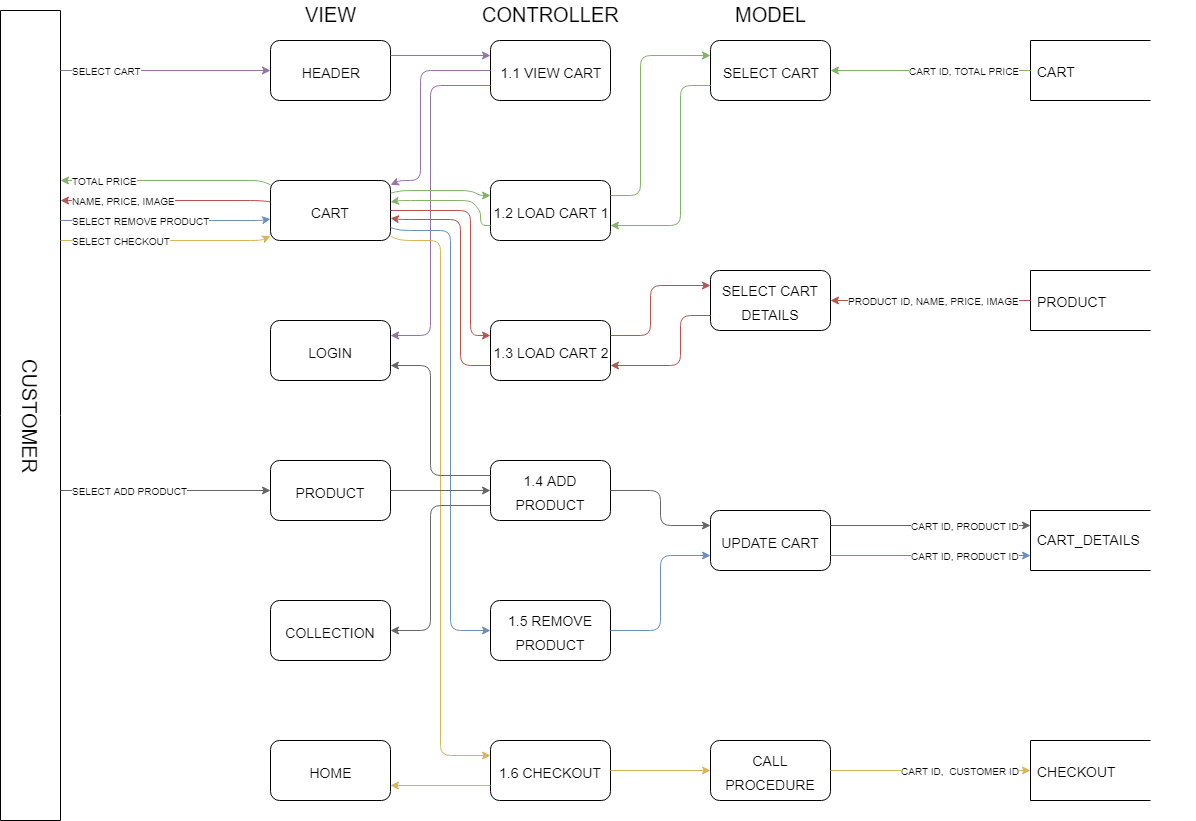 VIEW
CONTROLLER
MODEL
SELECT CART
HEADER
1.1 VIEW CART
SELECT CART
CART ID, TOTAL PRICE
CART
TOTAL PRICE
NAME, PRICE, IMAGE
SELECT REMOVE PRODUCT
SELECT CHECKOUT
CART
1.2 LOAD CART 1
SELECT CART
DETAILS
PRODUCT ID, NAME, PRICE, IMAGE
PRODUCT
LOGIN
1.3 LOAD CART 2
CUSTOMER
SELECT ADD PRODUCT
PRODUCT
1.4 ADD
PRODUCT
UPDATE CART
CART ID, PRODUCT ID
CART ID, PRODUCT ID
CART_DETAILS
COLLECTION
1.5 REMOVE
PRODUCT
HOME
1.6 CHECKOUT
CALL
PROCEDURE
CART ID, CUSTOMER ID
CHECKOUT